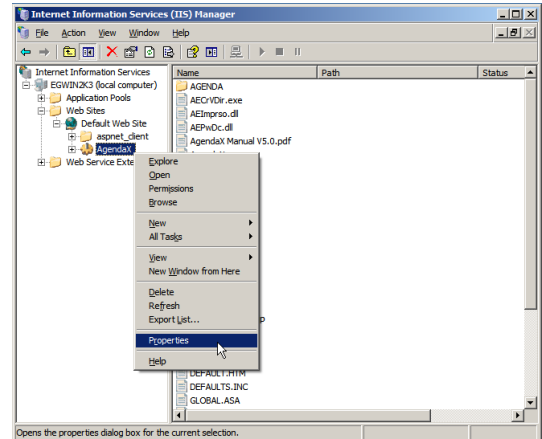 Internet Information Services (IIS) Manager
File Action View Window Help
Internet Information Services
EGWIN2K3 (local computer)
Application Pools
Web Sites
Default Web Site
aspnet_client
AgendaX
Web Service Exte
Name Path Status
AGENDA
AECrVDir.exe
AEImprso.dll
AEPwDc.dll
AgendaX Manual V5.0.pdf
Explore
Open
Permissions
Browse
New
All Tasks
View
New Window from Here
Delete
Refresh
Export List...
Properties
Help
p
DEFAULT.HTM
DEFAULTS.INC
GLOBAL.ASA
Opens the properties dialog box for the current selection.